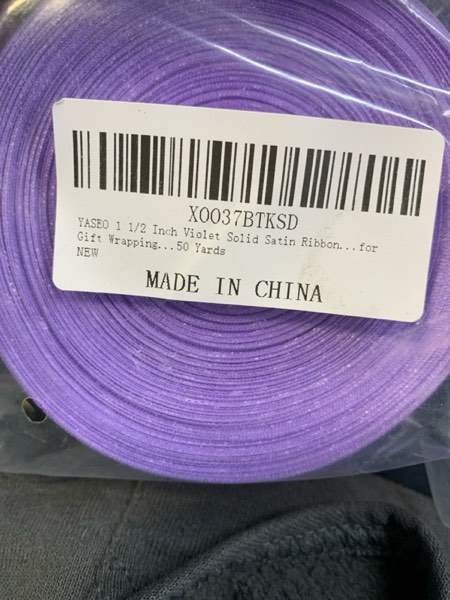 X0037BTKSD
YASEO 1 1/2 Inch Violet Solid Satin Ribbon...for
Gift Wrapping...50 Yards
NEW
MADE IN CHINA